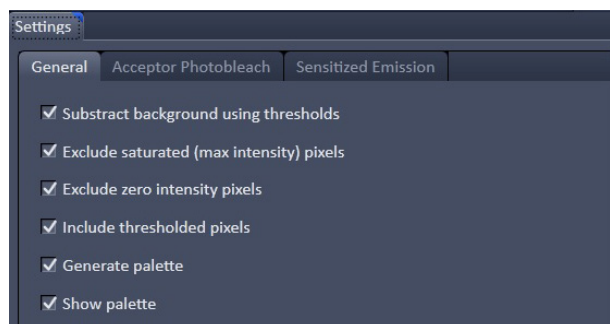 Settings
General Acceptor Photobleach Sensitized Emission
Substract background using thresholds
Exclude saturated (max intensity) pixels
Exclude zero intensity pixels
Include thresholded pixels
Generate palette
Show palette